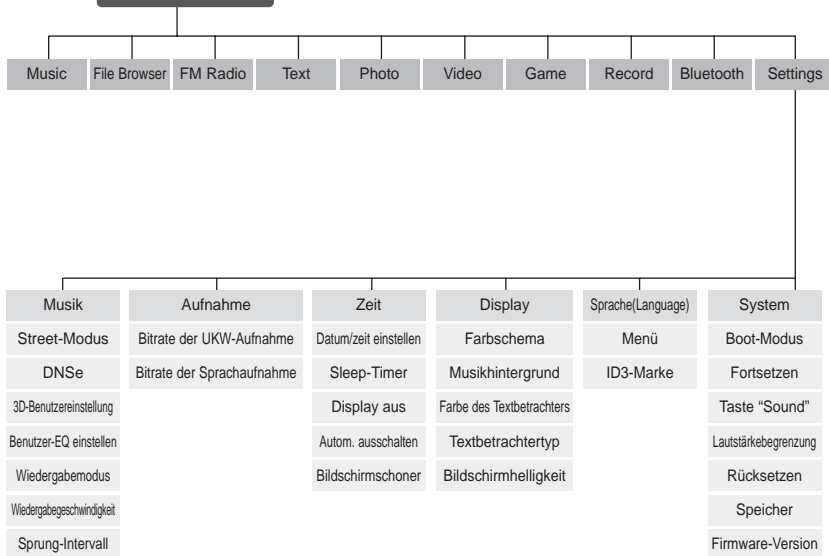 Music File Browser FM Radio Text Photo Video Game Record Bluetooth Settings
Musik Aufnahme Zeit Display Sprache(Language) System
Street-Modus Bitrate der UKW-Aufnahme Datum/zeit einstellen Farbschema Menü Boot-Modus
DNSe Bitrate der Sprachaufnahme Sleep-Timer Musikhintergrund ID3-Marke Fortsetzen
3D-Benutzereinstellung Display aus Farbe des Textbetrachters Taste “Sound”
Benutzer-EQ einstellen Autom. ausschalten Textbetrachtertyp Lautstärkebegrenzung
Wiedergabemodus Bildschirmschoner Bildschirmhelligkeit Rücksetzen
Wiedergabegeschwindigkeit Speicher
Sprung-Intervall Firmware-Version